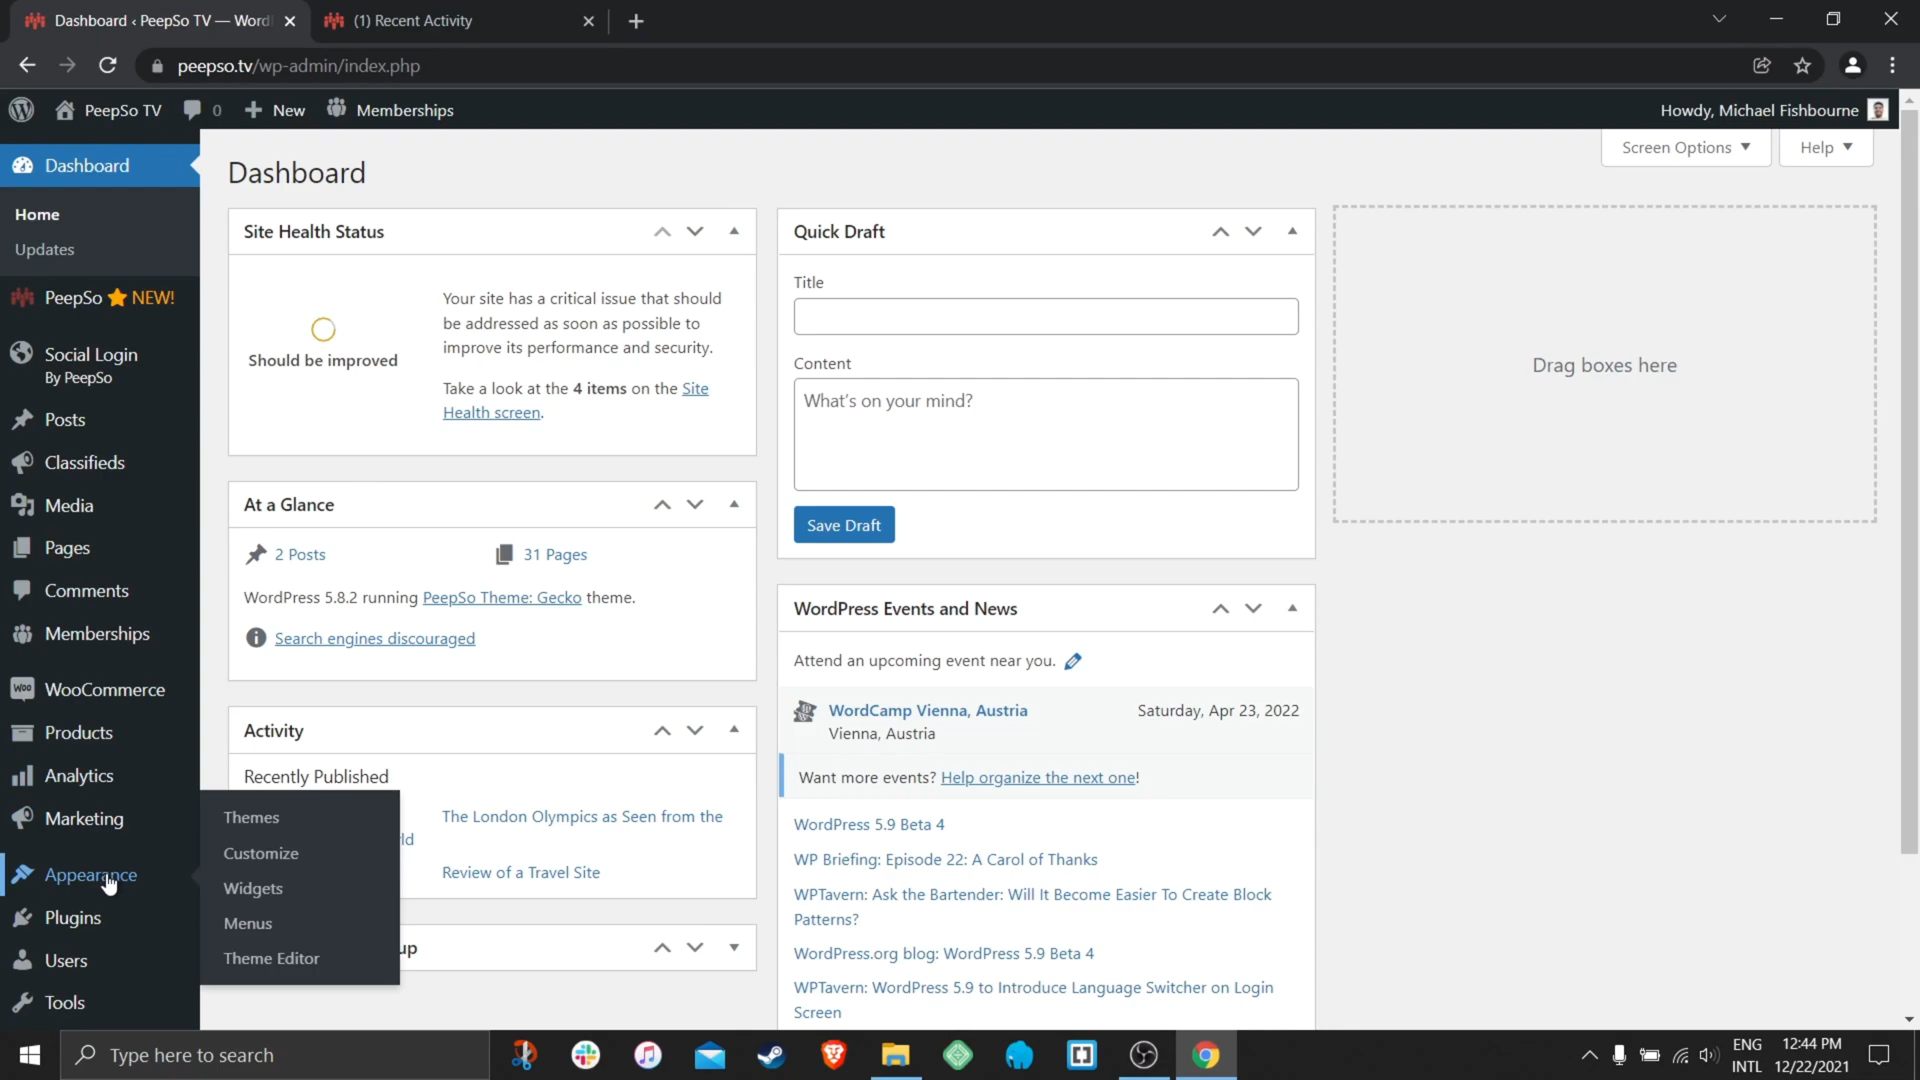 Dashboard ‹ PeepSo TV — Word
(1) Recent Activity
peepso.tv/wp-admin/index.php
PeepSo TV
0
New
Memberships
Howdy, Michael Fishbourne
Dashboard
Home
Updates
PeepSo NEW!
Social Login
By PeepSo
Posts
Classifieds
Media
Pages
Comments
Memberships
WooCommerce
Products
Analytics
Marketing
Appearance
Plugins
Users
Tools
Themes
Customize
Widgets
Menus
Theme Editor
Screen Options
Help
Dashboard
Site Health Status
Should be improved
Your site has a critical issue that should
be addressed as soon as possible to
improve its performance and security.
Take a look at the 4 items on the Site
Health screen.
At a Glance
2 Posts
31 Pages
WordPress 5.8.2 running PeepSo Theme: Gecko theme.
Search engines discouraged
Activity
Recently Published
The London Olympics as Seen from the
ld
Review of a Travel Site
up
Quick Draft
Title
Content
What's on your mind?
Save Draft
WordPress Events and News
Attend an upcoming event near you.
WordCamp Vienna, Austria
Saturday, Apr 23, 2022
Vienna, Austria
Want more events? Help organize the next one!
WordPress 5.9 Beta 4
WP Briefing: Episode 22: A Carol of Thanks
WPTavern: Ask the Bartender: Will It Become Easier To Create Block
Patterns?
WordPress.org blog: WordPress 5.9 Beta 4
WPTavern: WordPress 5.9 to Introduce Language Switcher on Login
Screen
Drag boxes here
Type here to search
ENG
INTL
12:44 PM
12/22/2021